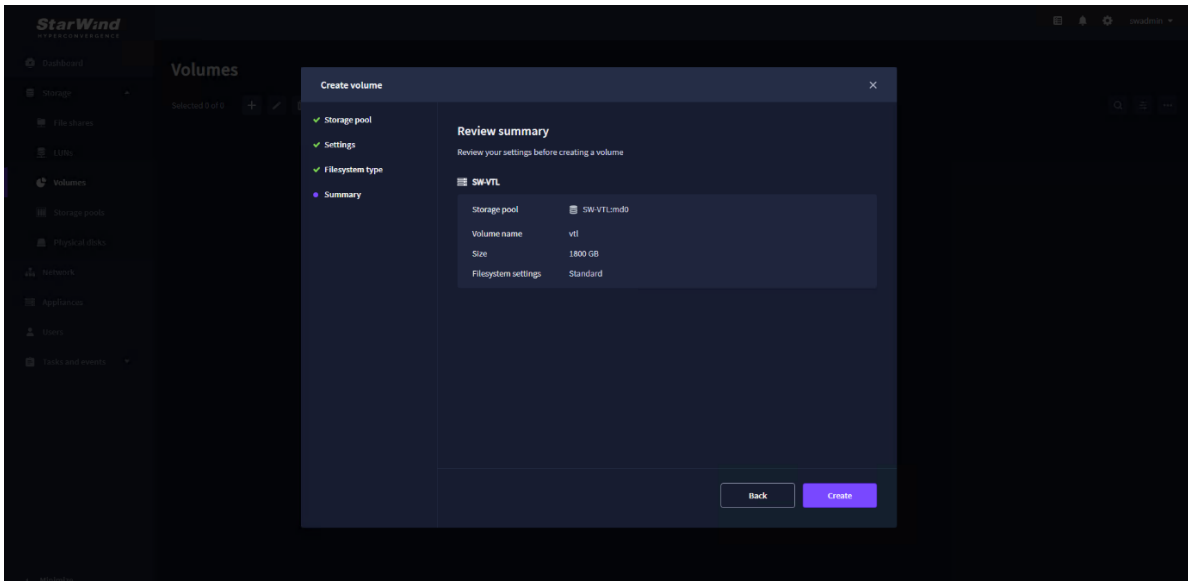 StarWind
HYPERCONVERGENCE
swadmin
Dashboard
Storage
File shares
LUNs
Volumes
Storage pools
Physical disks
Network
Appliances
Users
Tasks and events
Volumes
Selected 0 of 0
Create volume
Storage pool
Settings
Filesystem type
Summary
Review summary
Review your settings before creating a volume
SW-VTL
Storage pool SW-VTL:md0
Volume name vtl
Size 1800 GB
Filesystem settings Standard
Back Create